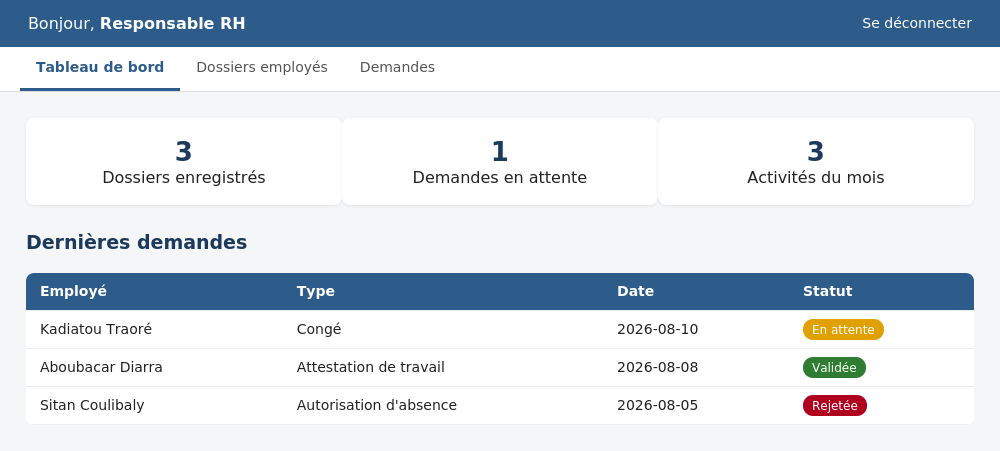 Bonjour, Responsable RH Se déconnecter
Tableau de bord Dossiers employés Demandes
3 1 3
Dossiers enregistrés Demandes en attente Activités du mois
Dernières demandes
Employé Type Date Statut
Kadiatou Traoré Congé 2026-08-10 En attente
Aboubacar Diarra Attestation de travail 2026-08-08 Validée
Sitan Coulibaly Autorisation d'absence 2026-08-05 Rejetée